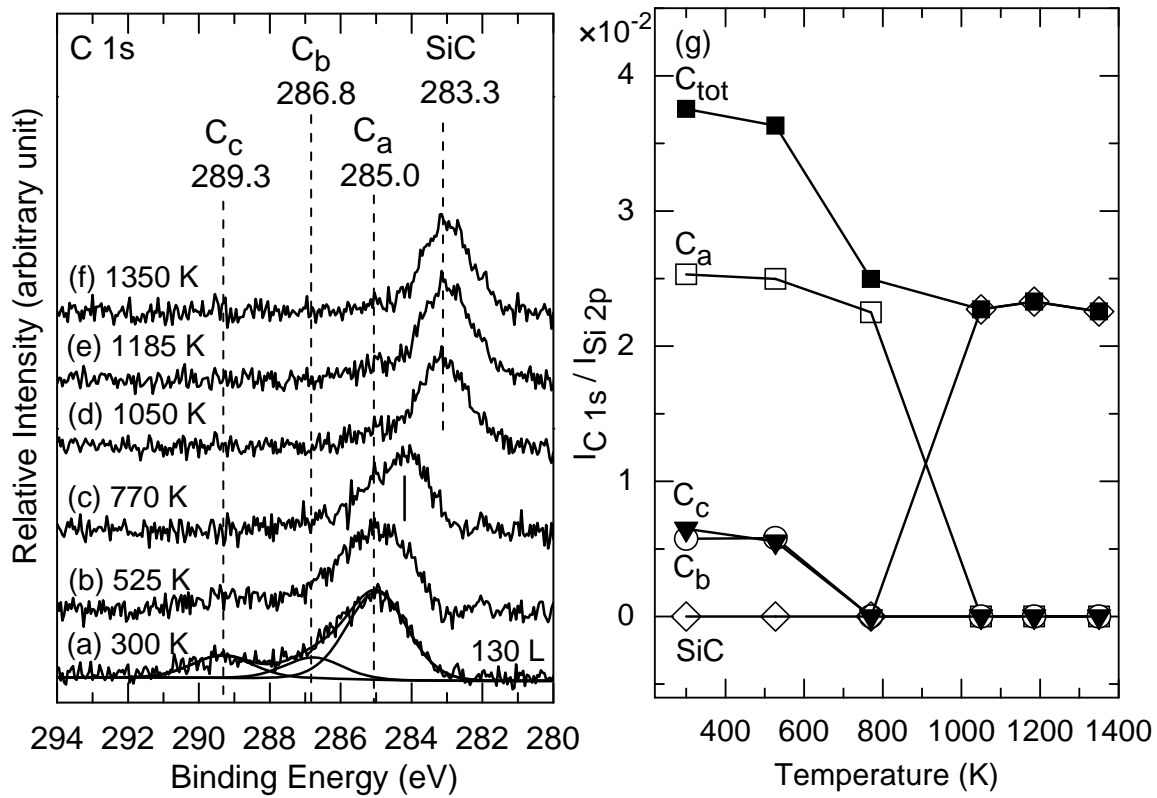 C 1s
C_b
286.8
SiC
283.3
C_c
289.3
C_a
285.0
(f) 1350 K
(e) 1185 K
(d) 1050 K
(c) 770 K
(b) 525 K
(a) 300 K
130 L
294 292 290 288 286 284 282 280
Binding Energy (eV)
Relative Intensity (arbitrary unit)
×10^-2
(g)
C_tot
C_a
C_c
C_b
SiC
4
3
2
1
0
I_C 1s / I_Si 2p
400 600 800 1000 1200 1400
Temperature (K)